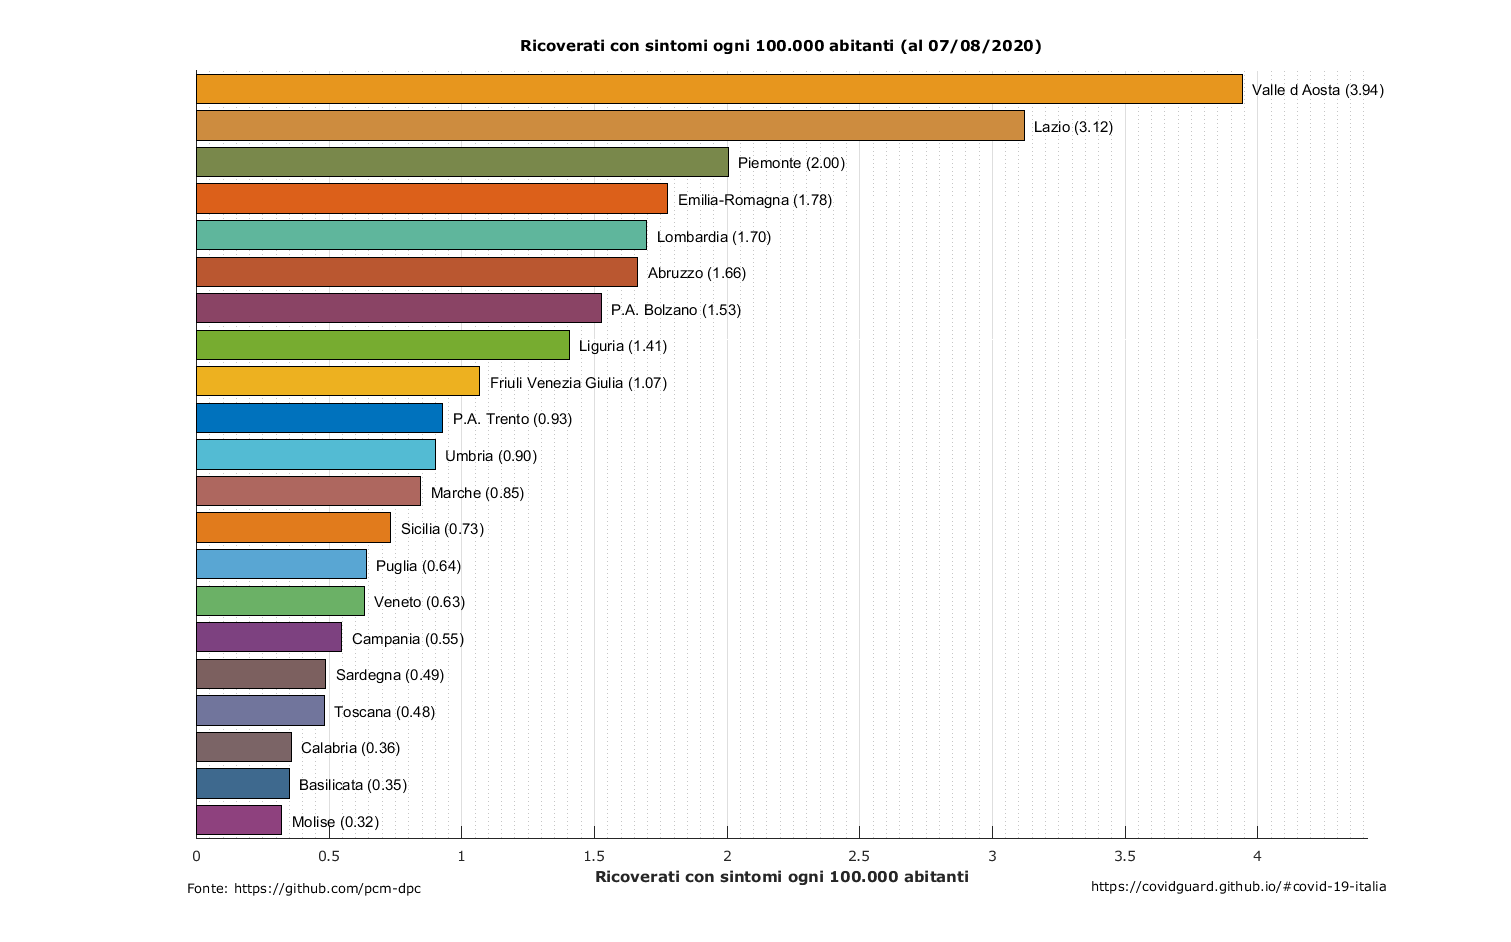 Ricoverati con sintomi ogni 100.000 abitanti (al 07/08/2020)
Valle d Aosta (3.94)
Lazio (3.12)
Piemonte (2.00)
Emilia-Romagna (1.78)
Lombardia (1.70)
Abruzzo (1.66)
P.A. Bolzano (1.53)
Liguria (1.41)
Friuli Venezia Giulia (1.07)
P.A. Trento (0.93)
Umbria (0.90)
Marche (0.85)
Sicilia (0.73)
Puglia (0.64)
Veneto (0.63)
Campania (0.55)
Sardegna (0.49)
Toscana (0.48)
Calabria (0.36)
Basilicata (0.35)
Molise (0.32)
0 0.5 1 1.5 2 2.5 3 3.5 4
Ricoverati con sintomi ogni 100.000 abitanti
Fonte: https://github.com/pcm-dpc
https://covidguard.github.io/#covid-19-italia